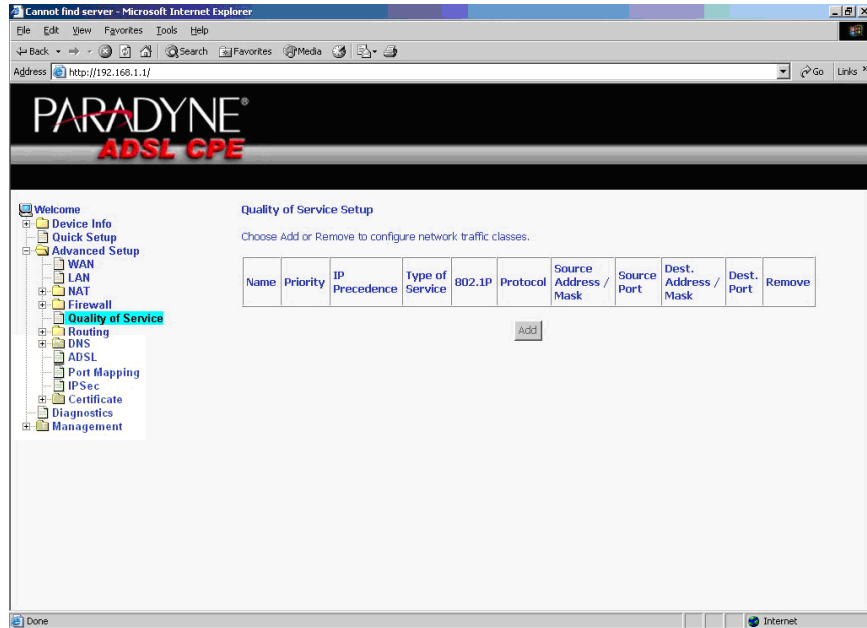 Cannot find server - Microsoft Internet Explorer
File Edit View Favorites Tools Help
Back Search Favorites Media
Address http://192.168.1.1/ Go Links »
PARADYNE®
ADSL CPE
Welcome
Device Info
Quick Setup
Advanced Setup
WAN
LAN
NAT
Firewall
Quality of Service
Routing
DNS
ADSL
Port Mapping
IPSec
Certificate
Diagnostics
Management
Quality of Service Setup
Choose Add or Remove to configure network traffic classes.
Name Priority IP Precedence Type of Service 802.1P Protocol Source Address / Mask Source Port Dest. Address / Mask Dest. Port Remove
Add
Done Internet